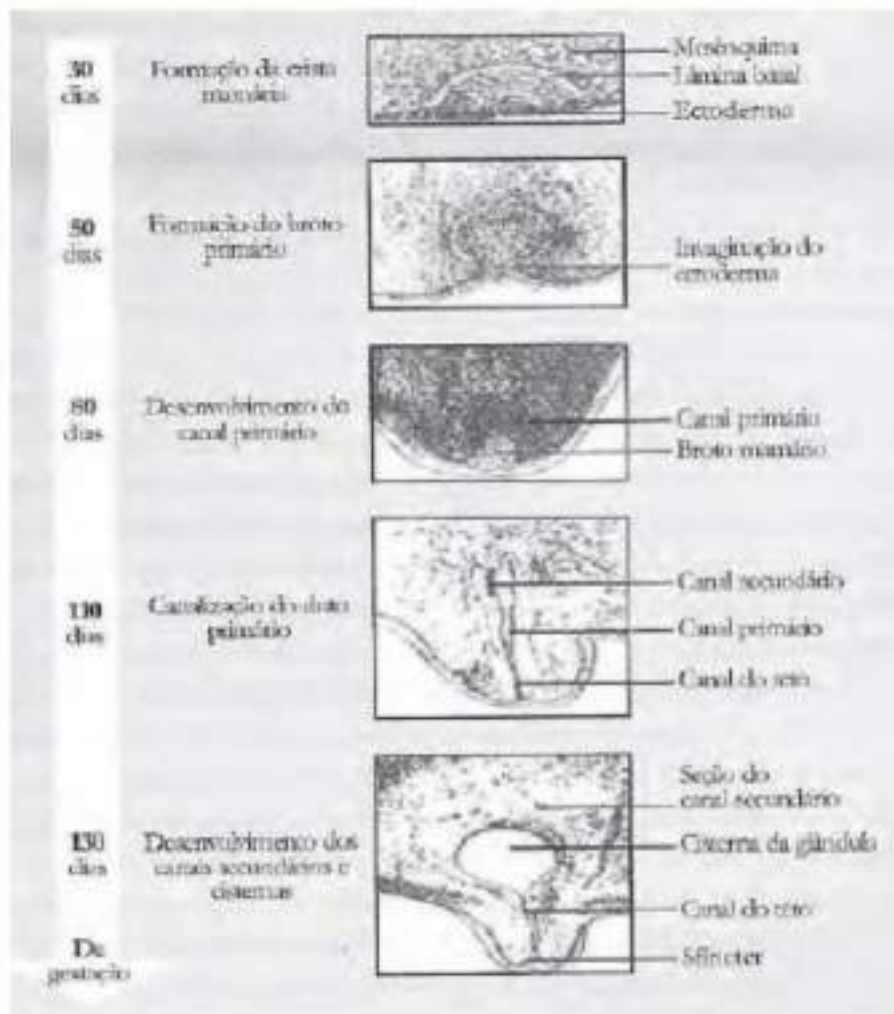 30
dias
Formação da crista
mamária
Mesênquima
Lâmina basal
Ectoderma
50
dias
Formação do broto
primário
Invaginação do
ectoderma
80
dias
Desenvolvimento do
canal primário
Canal primário
Broto mamário
110
dias
Canalização do duto
primário
Canal secundário
Canal primário
Canal do teto
130
dias
Desenvolvimento dos
canais secundários e
cisternas
Seção do
canal secundário
Cisterna da glândula
Canal do teto
Sfincter
De
gestação